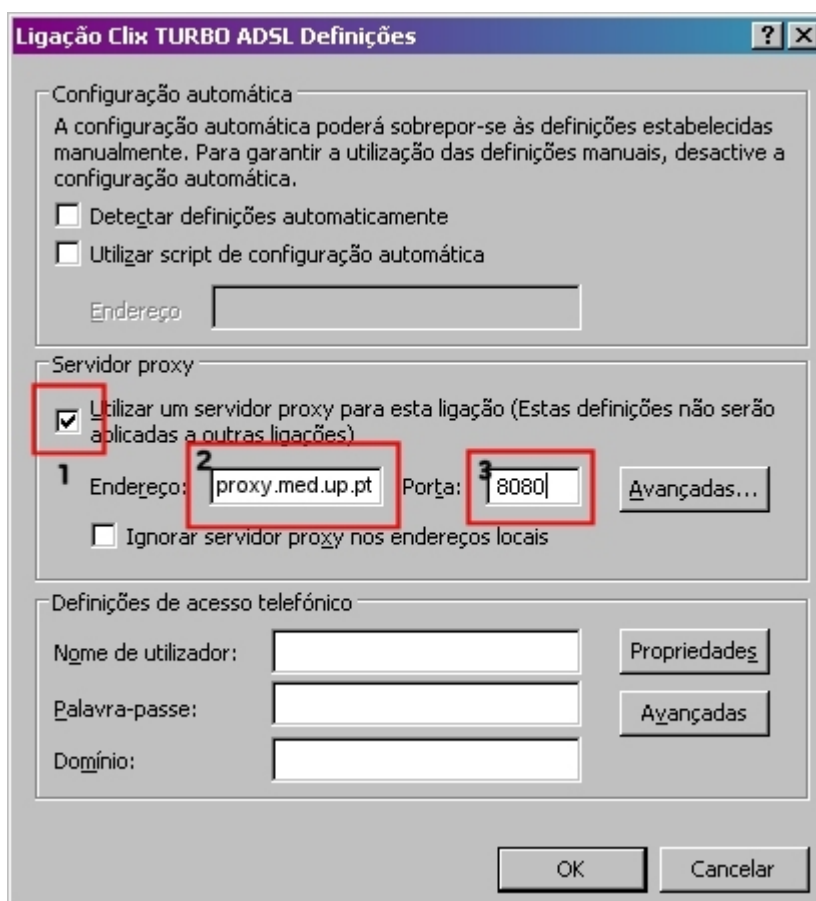 Ligação Clix TURBO ADSL Definições
Configuração automática
A configuração automática poderá sobrepor-se às definições estabelecidas
manualmente. Para garantir a utilização das definições manuais, desactive a
configuração automática.
Detectar definições automaticamente
Utilizar script de configuração automática
Endereço
Servidor proxy
Utilizar um servidor proxy para esta ligação (Estas definições não serão
aplicadas a outras ligações)
1
2
3
Endereço: proxy.med.up.pt Porta: 8080 Avançadas...
Ignorar servidor proxy nos endereços locais
Definições de acesso telefónico
Nome de utilizador: Propriedades
Palavra-passe: Avançadas
Domínio:
OK Cancelar